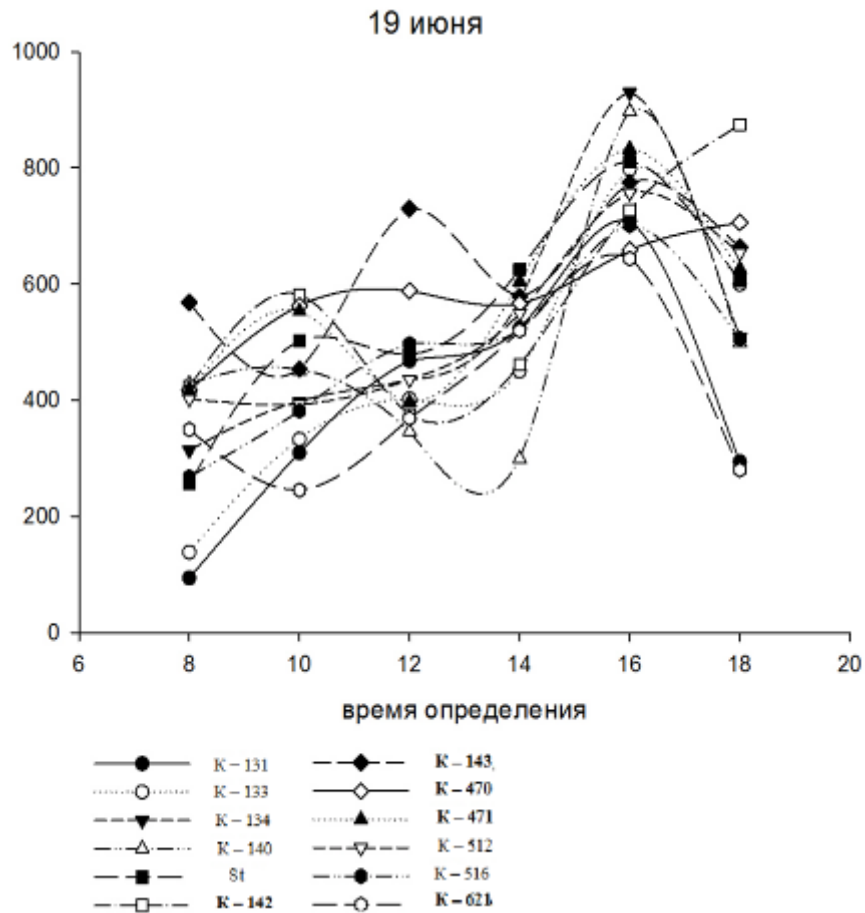 19 июня
1000
800
600
400
200
0
6 8 10 12 14 16 18 20
время определения
К – 131 К – 143,
К – 133 К – 470
К – 134 К – 471
К – 140 К – 512
St К – 516
К – 142 К – 621